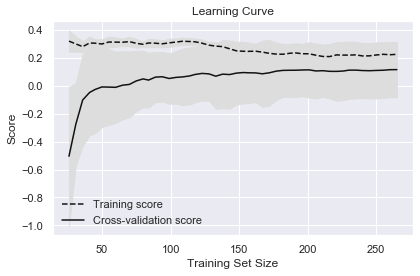 Learning Curve
0.4
0.2
0.0
−0.2
−0.4
−0.6
−0.8
−1.0
Score
Training score
Cross-validation score
50
100
150
200
250
Training Set Size